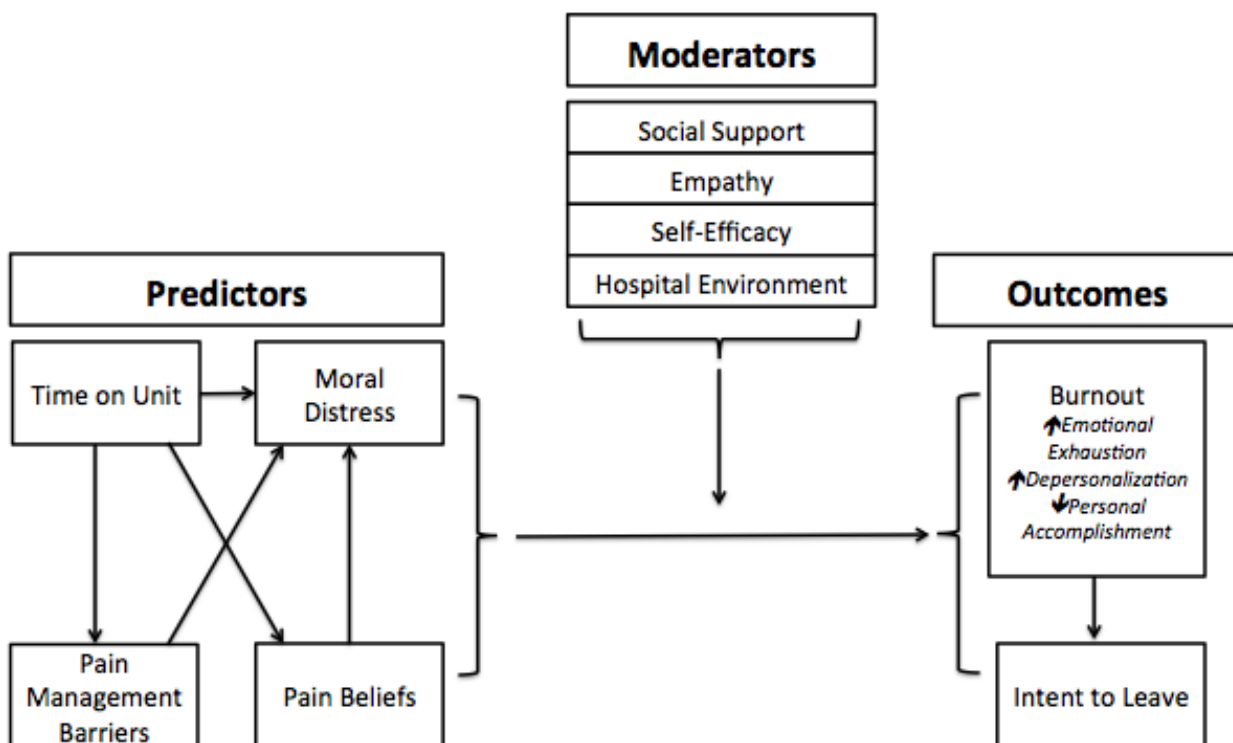 Moderators
Social Support
Empathy
Self-Efficacy
Hospital Environment
Predictors
Time on Unit
Moral
Distress
Pain
Management
Barriers
Pain Beliefs
Outcomes
Burnout
↑Emotional
Exhaustion
↑Depersonalization
↓Personal
Accomplishment
Intent to Leave